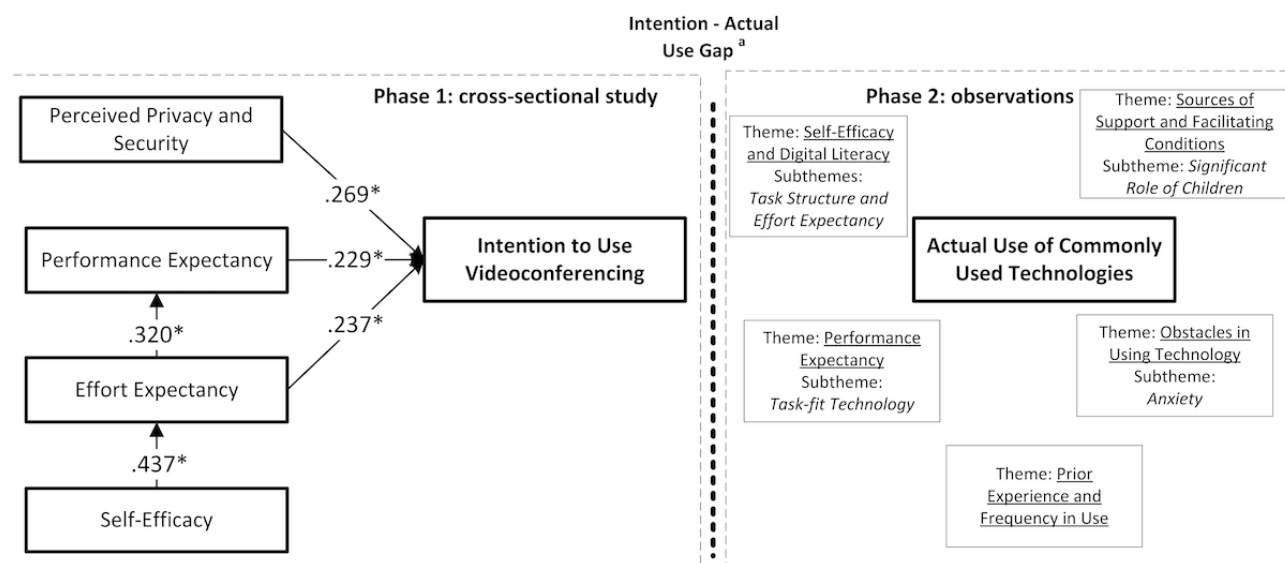 Intention - Actual
Use Gap a
Phase 1: cross-sectional study
Perceived Privacy and
Security
.269*
Performance Expectancy
.229*
Intention to Use
Videoconferencing
.237*
.320*
Effort Expectancy
.437*
Self-Efficacy
Phase 2: observations
Theme: Self-Efficacy
and Digital Literacy
Subthemes:
Task Structure and
Effort Expectancy
Theme: Sources of
Support and Facilitating
Conditions
Subtheme: Significant
Role of Children
Actual Use of Commonly
Used Technologies
Theme: Performance
Expectancy
Subtheme:
Task-fit Technology
Theme: Obstacles in
Using Technology
Subtheme:
Anxiety
Theme: Prior
Experience and
Frequency in Use